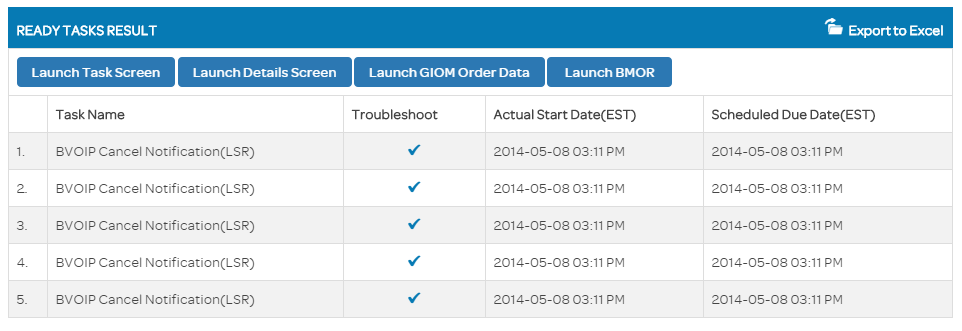 READY TASKS RESULT Export to Excel
Launch Task Screen Launch Details Screen Launch GIOM Order Data Launch BMOR
Task Name Troubleshoot Actual Start Date(EST) Scheduled Due Date(EST)
1. BVOIP Cancel Notification(LSR) ✔ 2014-05-08 03:11 PM 2014-05-08 03:11 PM
2. BVOIP Cancel Notification(LSR) ✔ 2014-05-08 03:11 PM 2014-05-08 03:11 PM
3. BVOIP Cancel Notification(LSR) ✔ 2014-05-08 03:11 PM 2014-05-08 03:11 PM
4. BVOIP Cancel Notification(LSR) ✔ 2014-05-08 03:11 PM 2014-05-08 03:11 PM
5. BVOIP Cancel Notification(LSR) ✔ 2014-05-08 03:11 PM 2014-05-08 03:11 PM